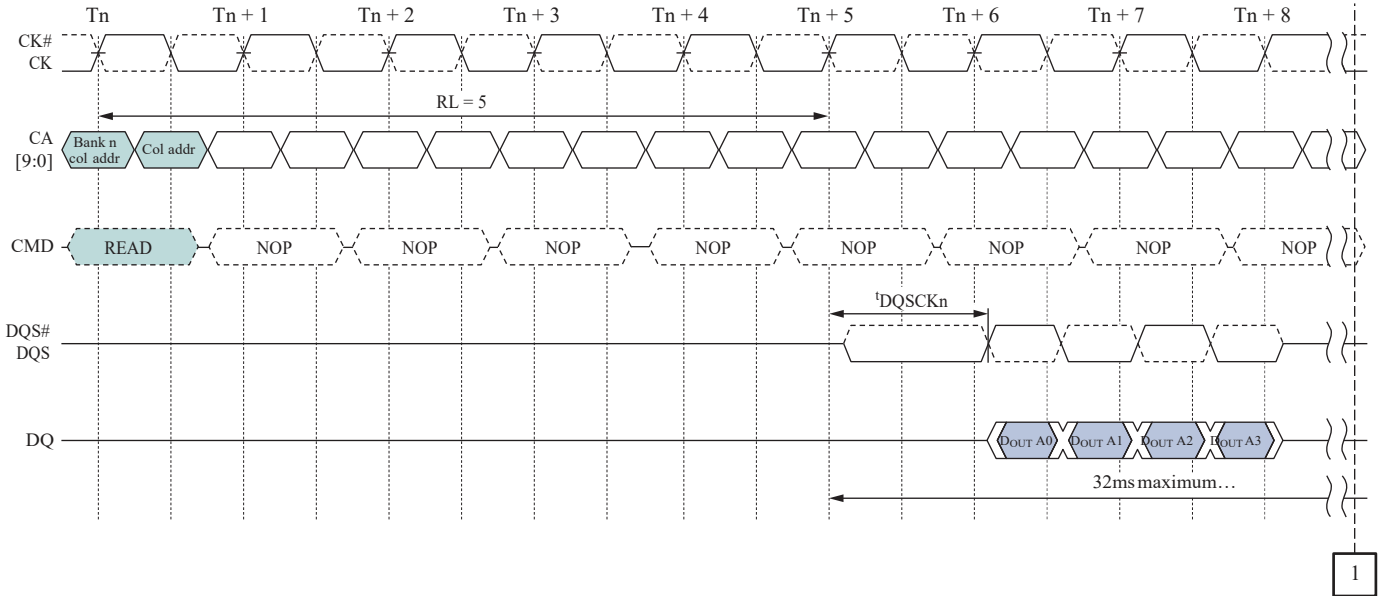 Tn Tn + 1 Tn + 2 Tn + 3 Tn + 4 Tn + 5 Tn + 6 Tn + 7 Tn + 8
CK#
CK
RL = 5
CA
[9:0]
Bank n
col addr
Col addr
CMD READ NOP NOP NOP NOP NOP NOP NOP NOP
tDQSCKn
DQS#
DQS
DQ DOUT A0 DOUT A1 DOUT A2 DOUT A3
32ms maximum…
1